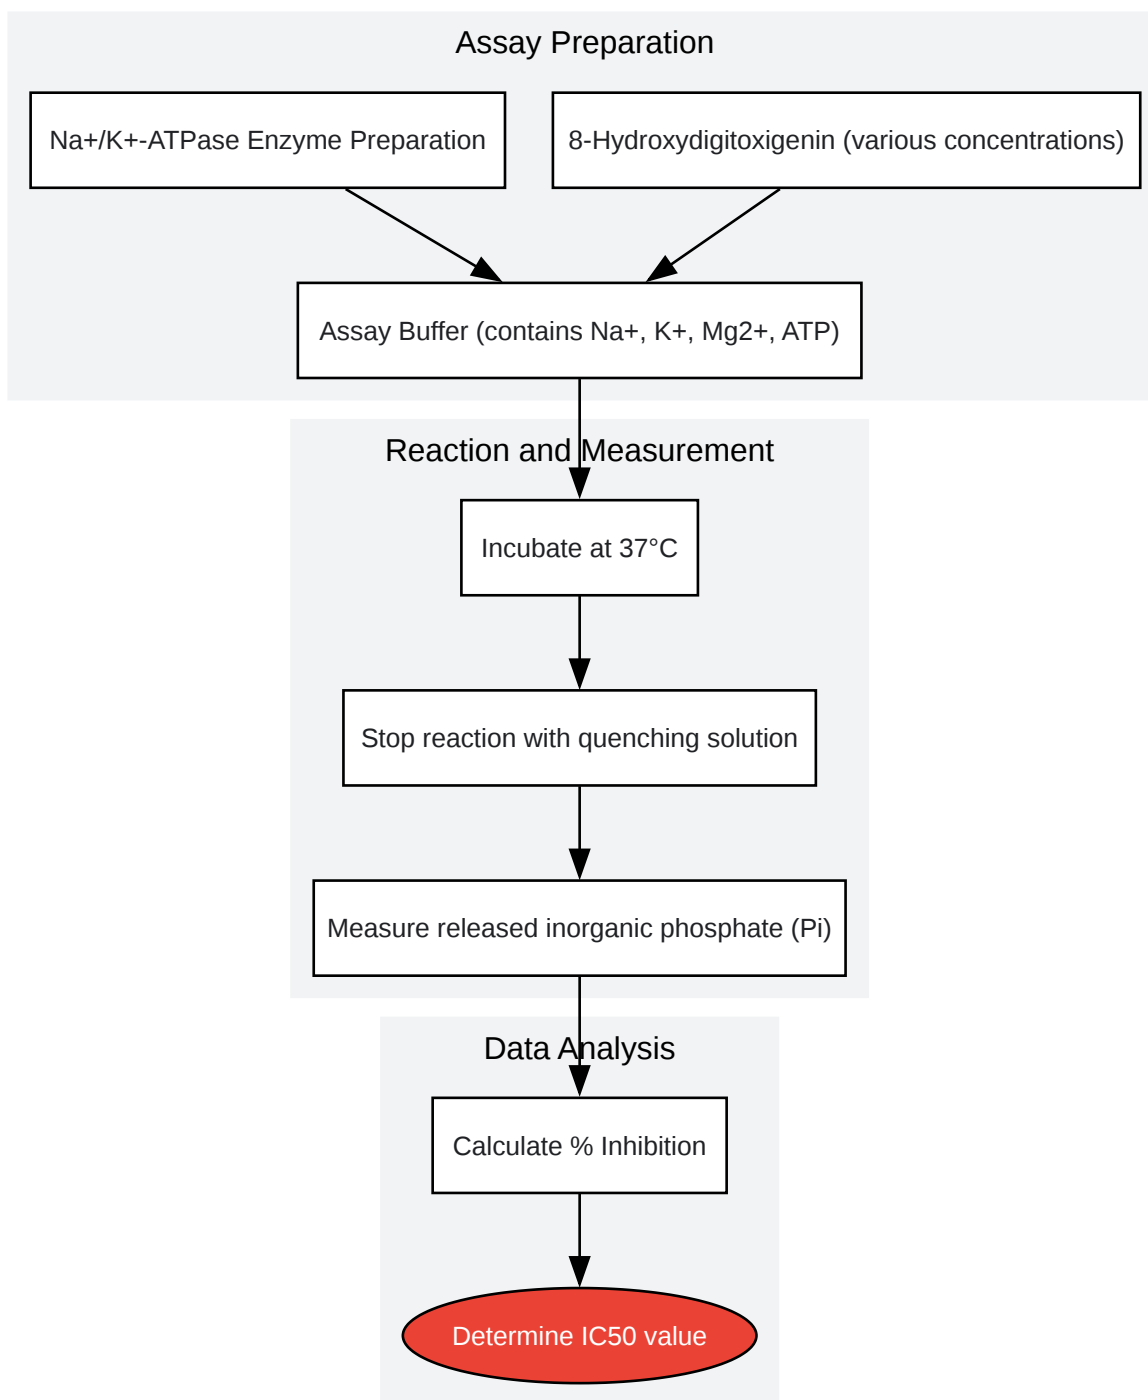 Assay Preparation
Na+/K+-ATPase Enzyme Preparation
8-Hydroxydigitoxigenin (various concentrations)
Assay Buffer (contains Na+, K+, Mg2+, ATP)
Reaction and Measurement
Incubate at 37°C
Stop reaction with quenching solution
Measure released inorganic phosphate (Pi)
Data Analysis
Calculate % Inhibition
Determine IC50 value